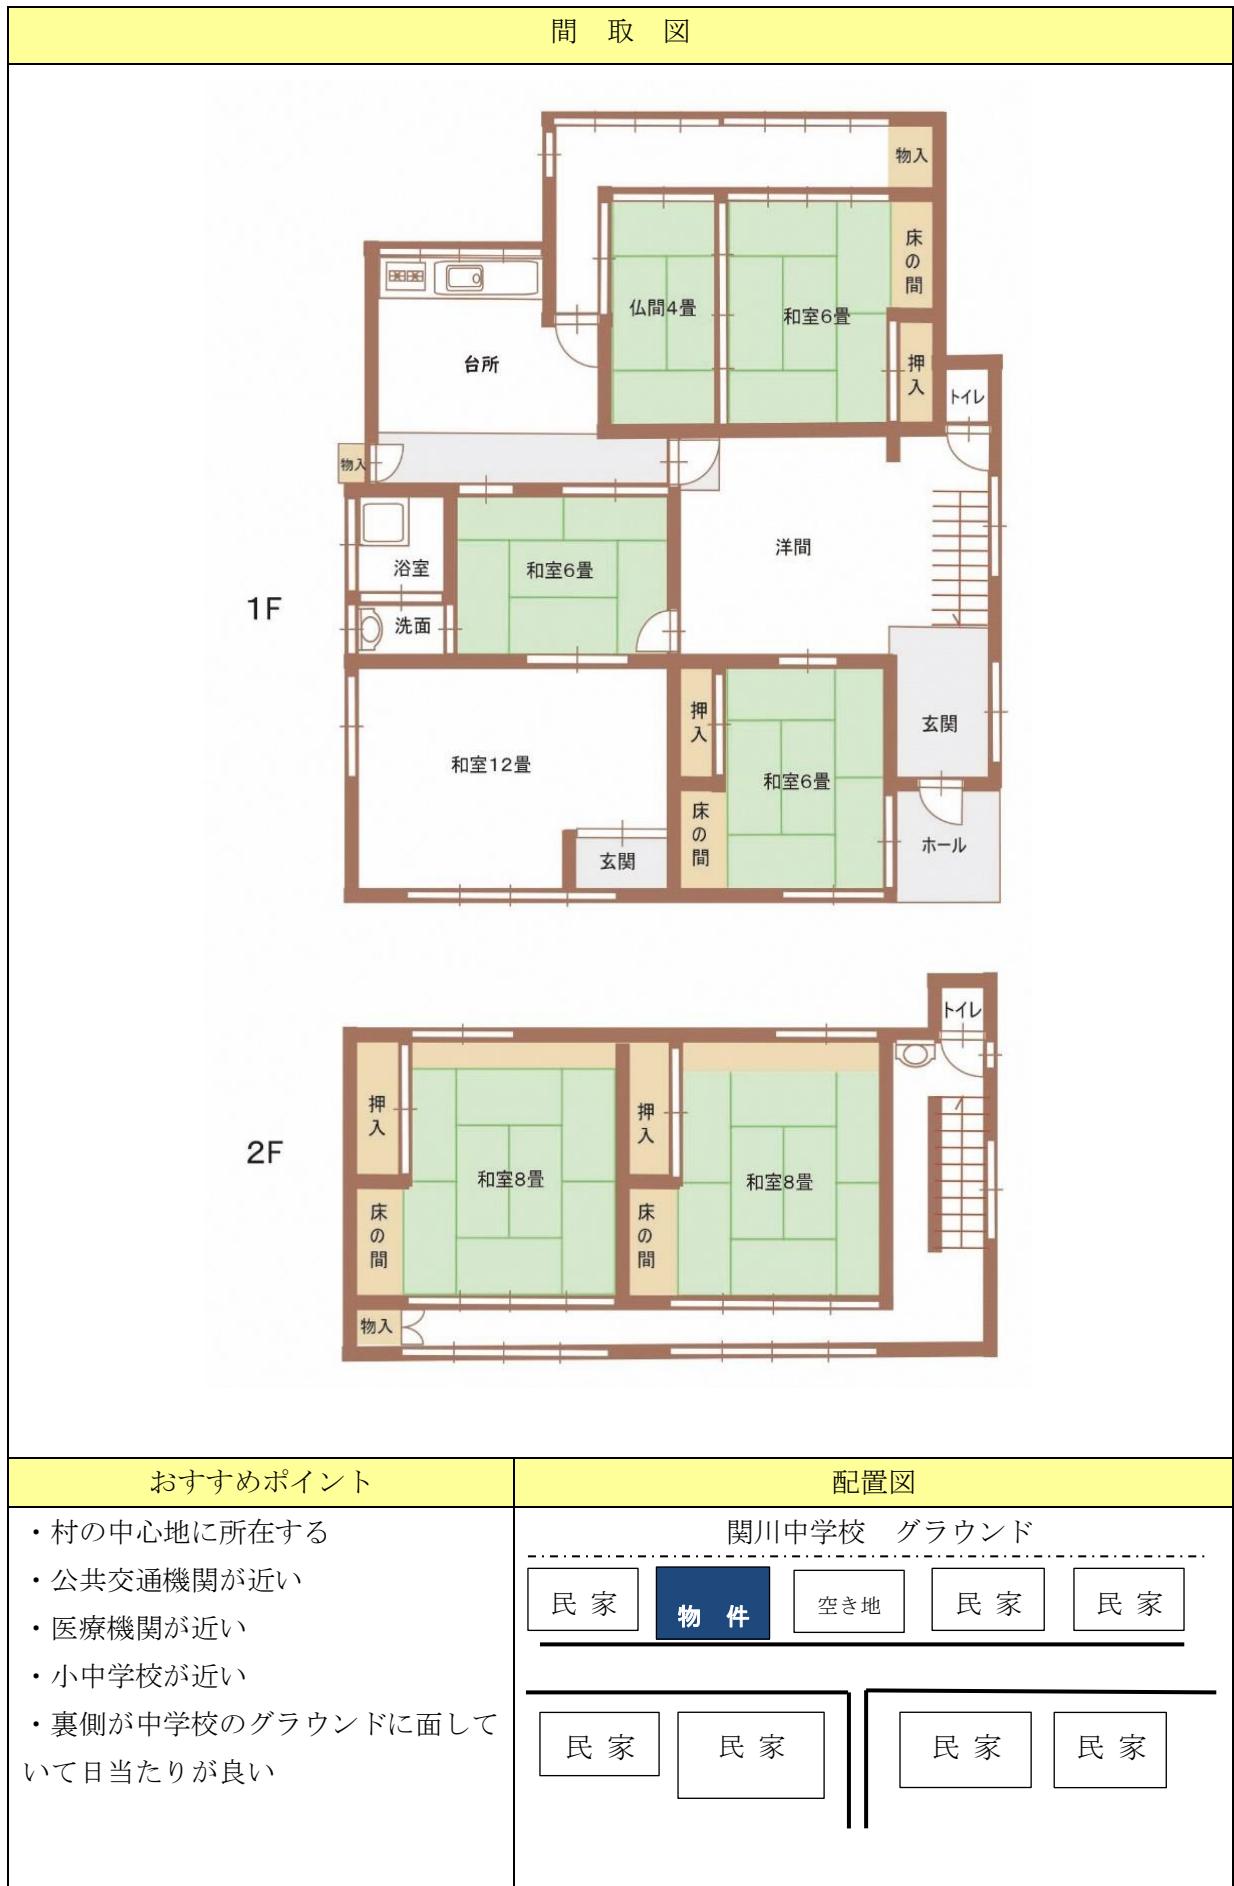 間　取　図
物入
床の間
仏間4畳
和室6畳
台所
押入
トイレ
物入
洋間
浴室
和室6畳
1F
洗面
押入
玄関
和室12畳
和室6畳
床の間
玄関
ホール
トイレ
押入
押入
2F
和室8畳
和室8畳
床の間
床の間
物入
おすすめポイント
・村の中心地に所在する
・公共交通機関が近い
・医療機関が近い
・小中学校が近い
・裏側が中学校のグラウンドに面して
いて日当たりが良い
配置図
関川中学校　グラウンド
民 家 物 件 空き地 民 家 民 家
民 家 民 家 民 家 民 家